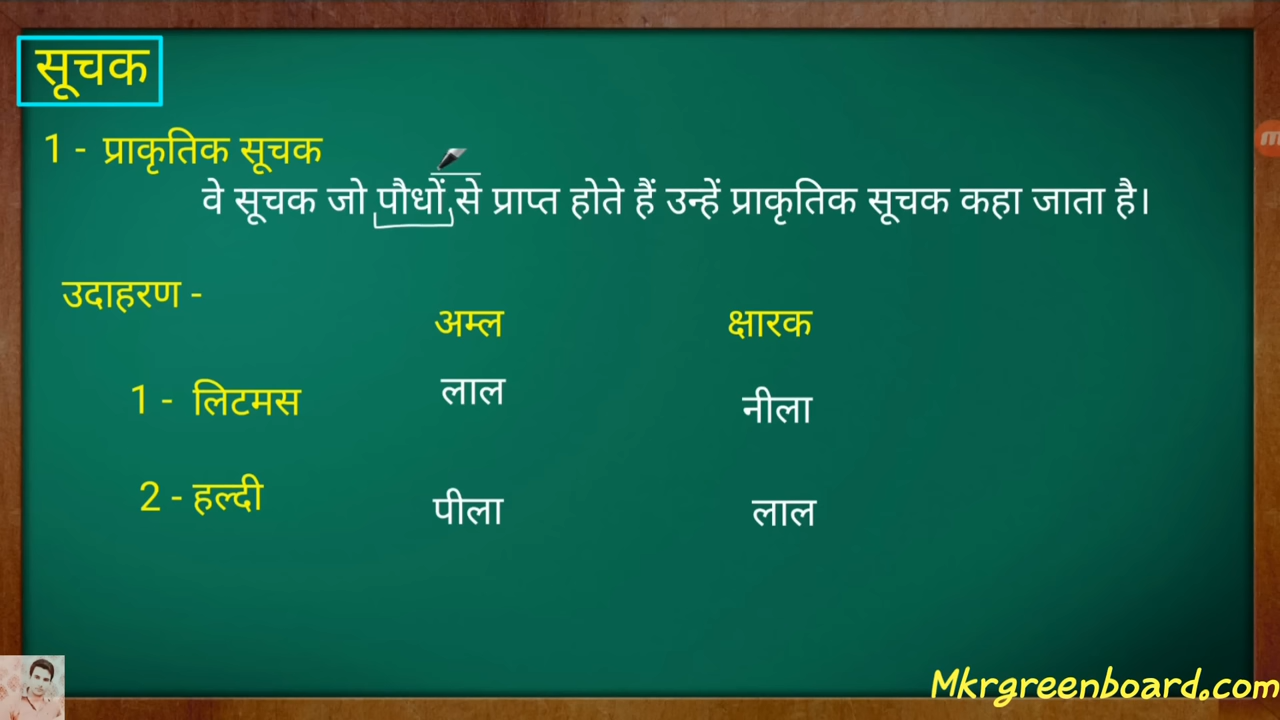 सूचक
1 - प्राकृतिक सूचक
वे सूचक जो पौधों से प्राप्त होते हैं उन्हें प्राकृतिक सूचक कहा जाता है।
उदाहरण -
अम्ल क्षारक
1 - लिटमस लाल नीला
2 - हल्दी पीला लाल
Mkrgreenboard.com